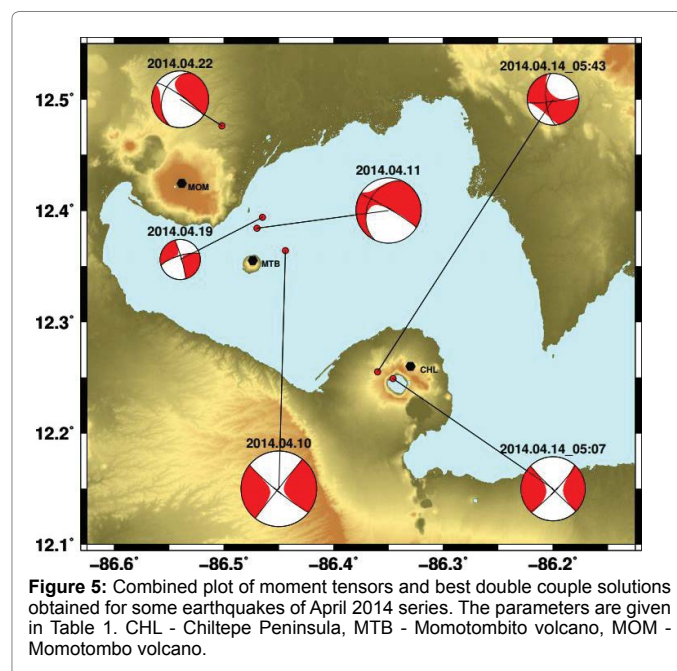 2014.04.22
2014.04.14_05:43
12.5
2014.04.11
MOM
12.4
2014.04.19
MTB
12.3
CHL
12.2
2014.04.10
2014.04.14_05:07
12.1
−86.6° −86.5° −86.4° −86.3° −86.2°
Figure 5: Combined plot of moment tensors and best double couple solutions
obtained for some earthquakes of April 2014 series. The parameters are given
in Table 1. CHL - Chiltepe Peninsula, MTB - Momotombito volcano, MOM -
Momotombo volcano.